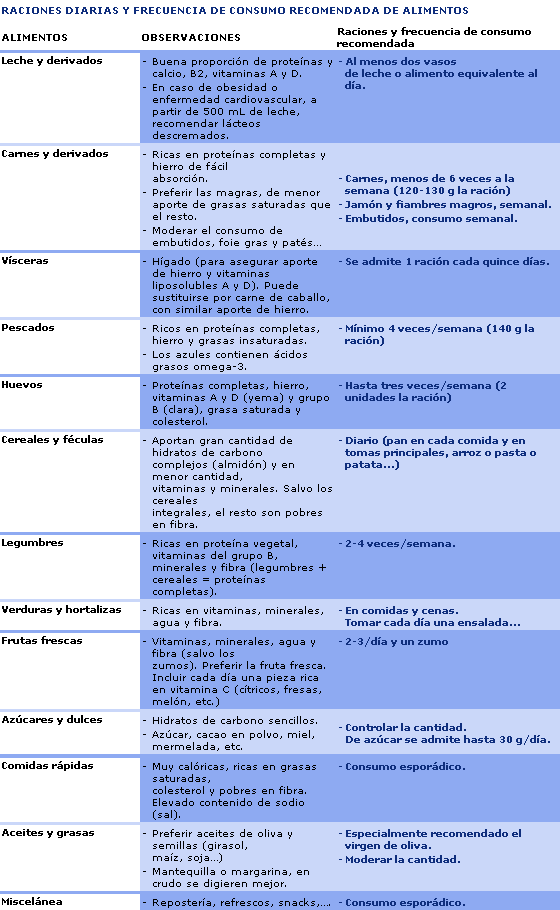 RACIONES DIARIAS Y FRECUENCIA DE CONSUMO RECOMENDADA DE ALIMENTOS
ALIMENTOS
OBSERVACIONES
Raciones y frecuencia de consumo
recomendada
Leche y derivados
- Buena proporción de proteínas y
calcio, B2, vitaminas A y D.
- En caso de obesidad o
enfermedad cardiovascular, a
partir de 500 mL de leche,
recomendar lácteos
descremados.
- Al menos dos vasos
de leche o alimento equivalente al
día.
Carnes y derivados
- Ricas en proteínas completas y
hierro de fácil
absorción.
- Preferir las magras, de menor
aporte de grasas saturadas que
el resto.
- Moderar el consumo de
embutidos, foie gras y patés...
- Carnes, menos de 6 veces a la
semana (120-130 g la ración)
- Jamón y fiambres magros, semanal.
- Embutidos, consumo semanal.
Vísceras
- Hígado (para asegurar aporte
de hierro y vitaminas
liposolubles A y D). Puede
sustituirse por carne de caballo,
con similar aporte de hierro.
- Se admite 1 ración cada quince días.
Pescados
- Ricos en proteínas completas,
hierro y grasas insaturadas.
- Los azules contienen ácidos
grasos omega-3.
- Mínimo 4 veces/semana (140 g la
ración)
Huevos
- Proteínas completas, hierro,
vitaminas A y D (yema) y grupo
B (clara), grasa saturada y
colesterol.
- Hasta tres veces/semana (2
unidades la ración)
Cereales y féculas
- Aportan gran cantidad de
hidratos de carbono
complejos (almidón) y en
menor cantidad,
vitaminas y minerales. Salvo los
cereales
integrales, el resto son pobres
en fibra.
- Diario (pan en cada comida y en
tomas principales, arroz o pasta o
patata...)
Legumbres
- Ricas en proteína vegetal,
vitaminas del grupo B,
minerales y fibra (legumbres +
cereales = proteínas
completas).
- 2-4 veces/semana.
Verduras y hortalizas
- Ricas en vitaminas, minerales,
agua y fibra.
- En comidas y cenas.
Tomar cada día una ensalada...
Frutas frescas
- Vitaminas, minerales, agua y
fibra (salvo los
zumos). Preferir la fruta fresca.
Incluir cada día una pieza rica
en vitamina C (cítricos, fresas,
melón, etc.)
- 2-3/día y un zumo
Azúcares y dulces
- Hidratos de carbono sencillos.
- Azúcar, cacao en polvo, miel,
mermelada, etc.
- Controlar la cantidad.
De azúcar se admite hasta 30 g/día.
Comidas rápidas
- Muy calóricas, ricas en grasas
saturadas,
colesterol y pobres en fibra.
Elevado contenido de sodio
(sal).
- Consumo esporádico.
Aceites y grasas
- Preferir aceites de oliva y
semillas (girasol,
maíz, soja...)
- Mantequilla o margarina, en
crudo se digieren mejor.
- Especialmente recomendado el
virgen de oliva.
- Moderar la cantidad.
Miscelánea
- Repostería, refrescos, snacks,...
- Consumo esporádico.